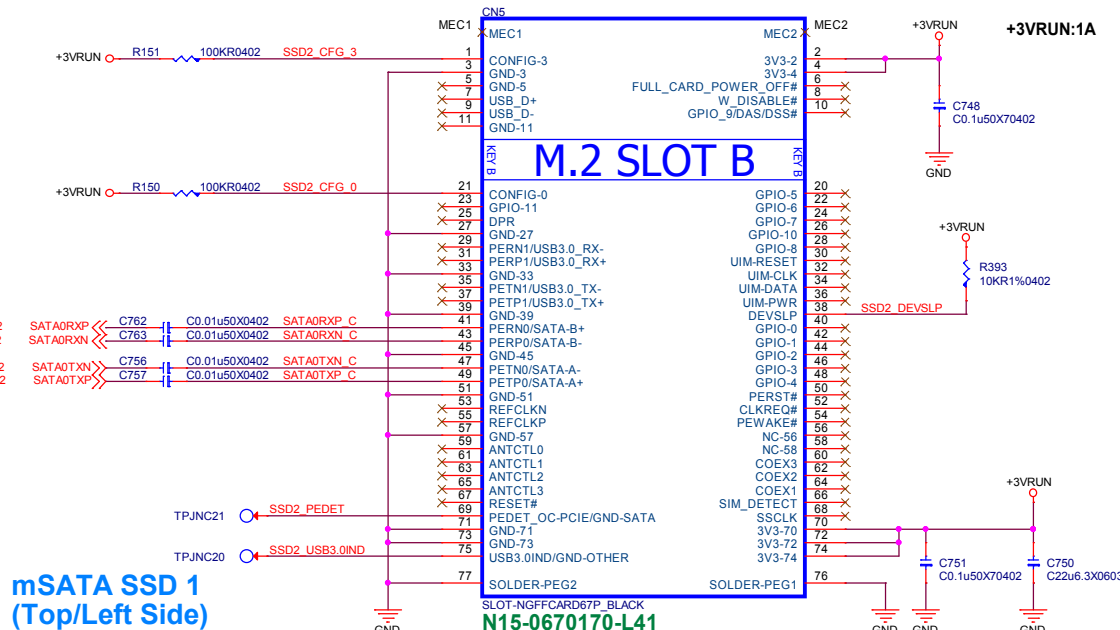 CN5
MEC1
MEC2
MEC1
MEC2
+3VRUN
+3VRUN:1A
+3VRUN
R151
100KR0402
SSD2_CFG_3
1
CONFIG-3
3
GND-3
5
GND-5
7
USB_D+
9
USB_D-
11
GND-11
3V3-2
2
3V3-4
4
FULL_CARD_POWER_OFF#
6
W_DISABLE#
8
GPIO_9/DAS/DSS#
10
C748
C0.1u50X70402
GND
KEY B
M.2 SLOT B
KEY B
+3VRUN
R150
100KR0402
SSD2_CFG_0
21
CONFIG-0
23
GPIO-11
25
DPR
27
GND-27
29
PERN1/USB3.0_RX-
31
PERP1/USB3.0_RX+
33
GND-33
35
PETN1/USB3.0_TX-
37
PETP1/USB3.0_TX+
39
GND-39
SATA0RXP
C762
C0.01u50X0402
SATA0RXP_C
41
PERN0/SATA-B+
SATA0RXN
C763
C0.01u50X0402
SATA0RXN_C
43
PERP0/SATA-B-
45
GND-45
SATA0TXN
C756
C0.01u50X0402
SATA0TXN_C
47
PETN0/SATA-A-
SATA0TXP
C757
C0.01u50X0402
SATA0TXP_C
49
PETP0/SATA-A+
51
GND-51
53
REFCLKN
55
REFCLKP
57
GND-57
59
ANTCTL0
61
ANTCTL1
63
ANTCTL2
65
ANTCTL3
67
RESET#
TPJNC21
SSD2_PEDET
69
PEDET_OC-PCIE/GND-SATA
71
GND-71
73
GND-73
TPJNC20
SSD2_USB3.0IND
75
USB3.0IND/GND-OTHER
77
SOLDER-PEG2
GPIO-5
20
GPIO-6
22
GPIO-7
24
GPIO-10
26
GPIO-8
28
UIM-RESET
30
UIM-CLK
32
UIM-DATA
34
UIM-PWR
36
DEVSLP
38
SSD2_DEVSLP
+3VRUN
R393
10KR1%0402
GPIO-0
40
GPIO-1
42
GPIO-2
44
GPIO-3
46
GPIO-4
48
PERST#
50
CLKREQ#
52
PEWAKE#
54
NC-56
56
NC-58
58
COEX3
60
COEX2
62
COEX1
64
SIM_DETECT
66
SSCLK
68
3V3-70
70
3V3-72
72
3V3-74
74
SOLDER-PEG1
76
+3VRUN
C751
C0.1u50X70402
C750
C22u6.3X0603
GND
GND
GND
GND
SLOT-NGFFCARD67P_BLACK
N15-0670170-L41
mSATA SSD 1
(Top/Left Side)